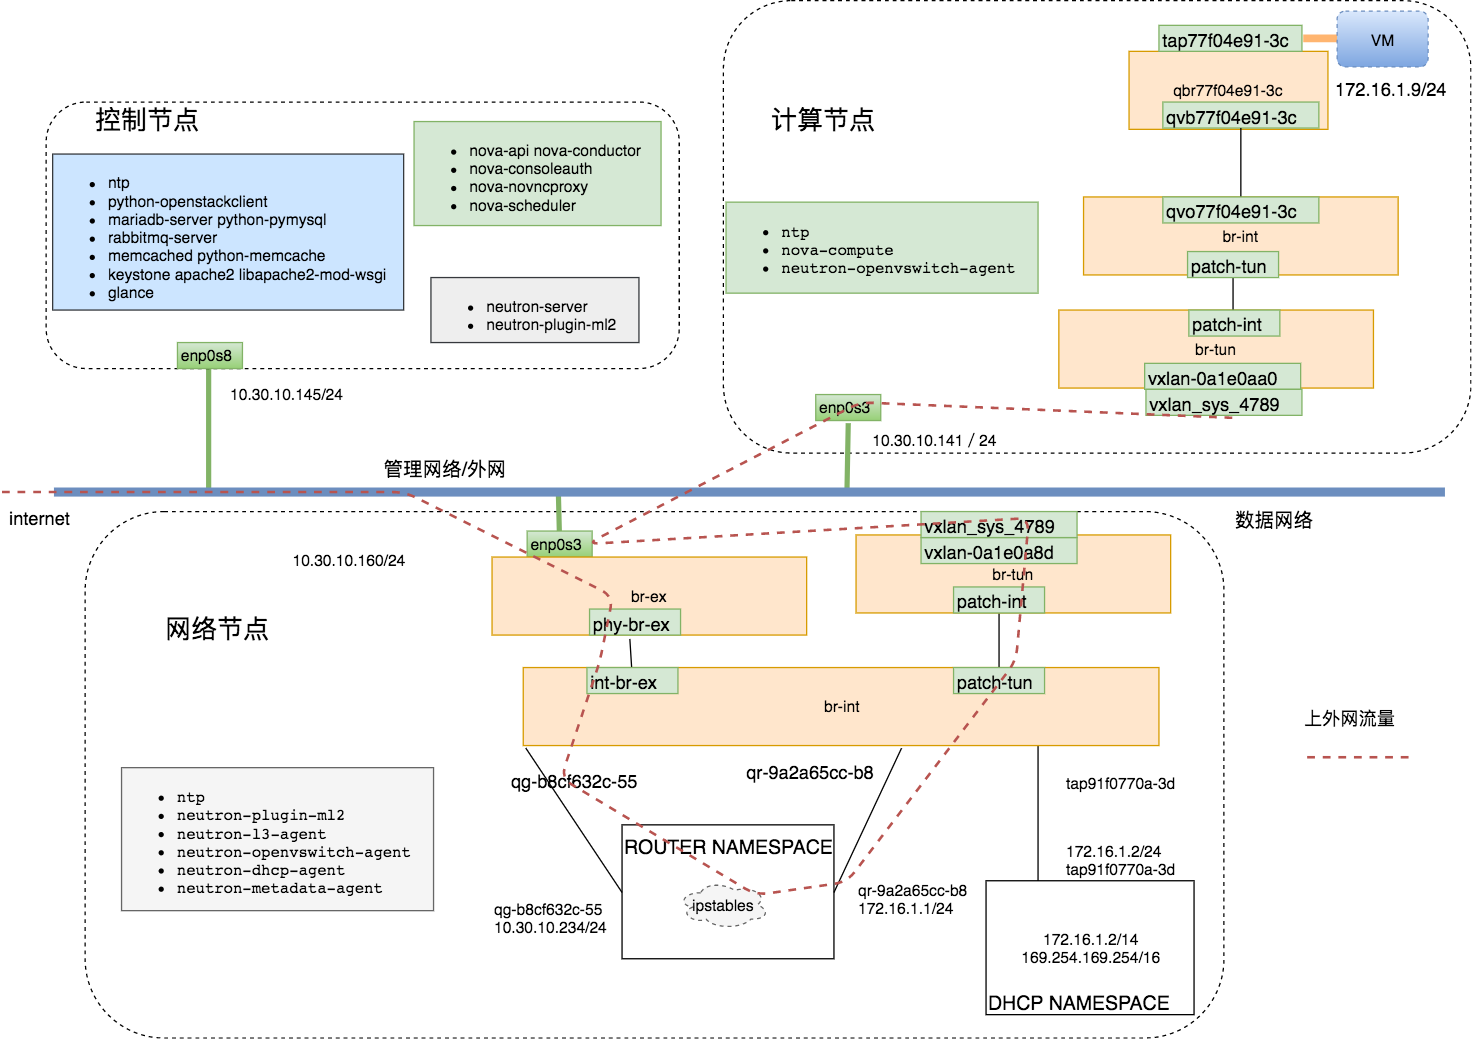 控制节点
ntp
python-openstackclient
mariadb-server python-pymysql
rabbitmq-server
memcached python-memcache
keystone apache2 libapache2-mod-wsgi
glance
nova-api nova-conductor
nova-consoleauth
nova-novncproxy
nova-scheduler
neutron-server
neutron-plugin-ml2
enp0s8
10.30.10.145/24
计算节点
tap77f04e91-3c
VM
qbr77f04e91-3c
172.16.1.9/24
qvb77f04e91-3c
ntp
nova-compute
neutron-openvswitch-agent
qvo77f04e91-3c
br-int
patch-tun
patch-int
br-tun
vxlan-0a1e0aa0
vxlan_sys_4789
enp0s3
10.30.10.141 / 24
管理网络/外网
internet
数据网络
网络节点
10.30.10.160/24
enp0s3
br-ex
phy-br-ex
vxlan_sys_4789
vxlan-0a1e0a8d
br-tun
patch-int
int-br-ex
patch-tun
br-int
上外网流量
ntp
neutron-plugin-ml2
neutron-l3-agent
neutron-openvswitch-agent
neutron-dhcp-agent
neutron-metadata-agent
qg-b8cf632c-55
qr-9a2a65cc-b8
tap91f0770a-3d
ROUTER NAMESPACE
ipstables
qg-b8cf632c-55
10.30.10.234/24
qr-9a2a65cc-b8
172.16.1.1/24
172.16.1.2/24
tap91f0770a-3d
172.16.1.2/14
169.254.169.254/16
DHCP NAMESPACE